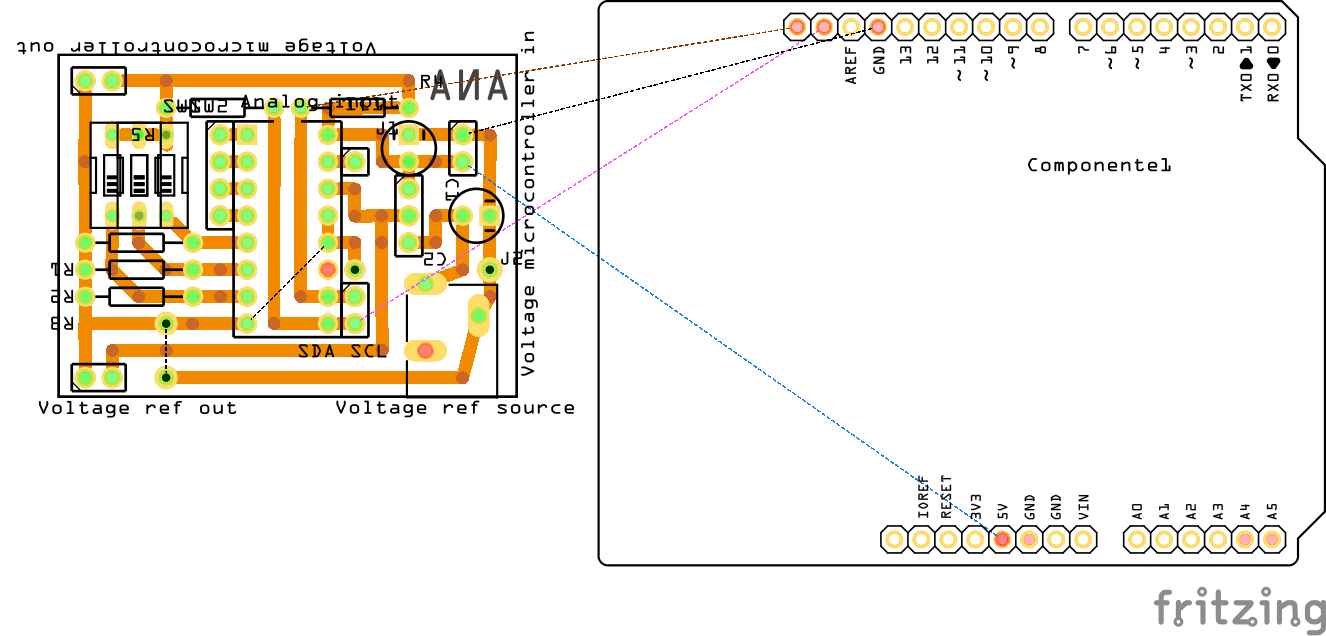 Voltage microcontroller out
Voltage microcontroller in
ANA
R4
SW1
SW2
Analog input
J1
R5
C1
C2
J2
R1
R2
R3
SDA SCL
Voltage ref out
Voltage ref source
AREF
GND
13
12
~11
~10
~9
8
7
~6
~5
4
~3
2
TX0 1
RX0 0
Componente1
IOREF
RESET
3V3
5V
GND
GND
VIN
A0
A1
A2
A3
A4
A5
fritzing